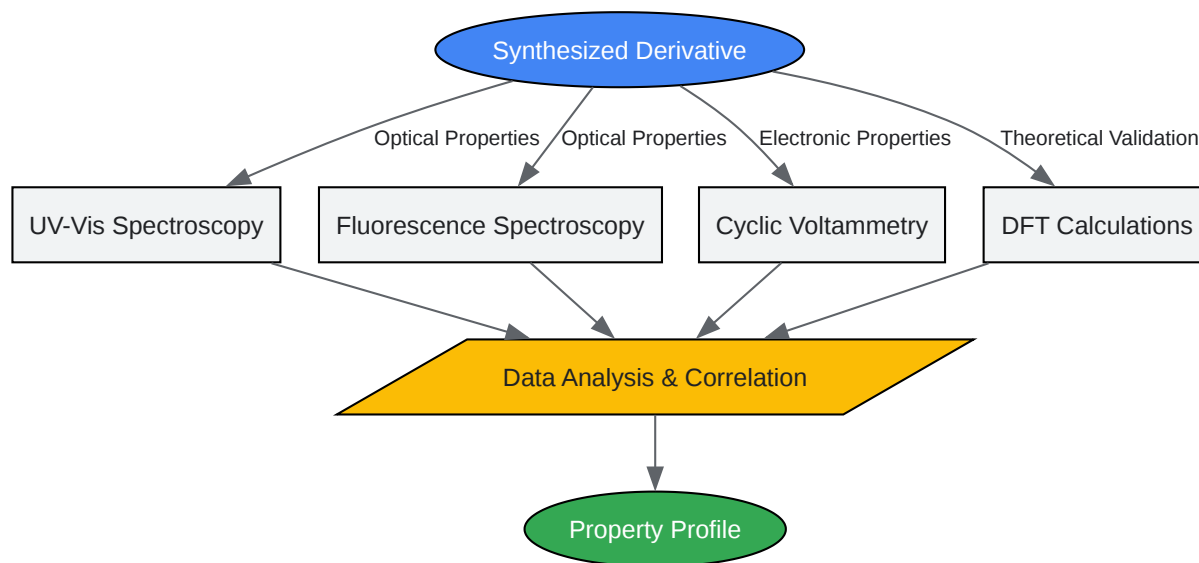 Synthesized Derivative
Optical Properties
Optical Properties
Electronic Properties
Theoretical Validation
UV-Vis Spectroscopy
Fluorescence Spectroscopy
Cyclic Voltammetry
DFT Calculations
Data Analysis & Correlation
Property Profile